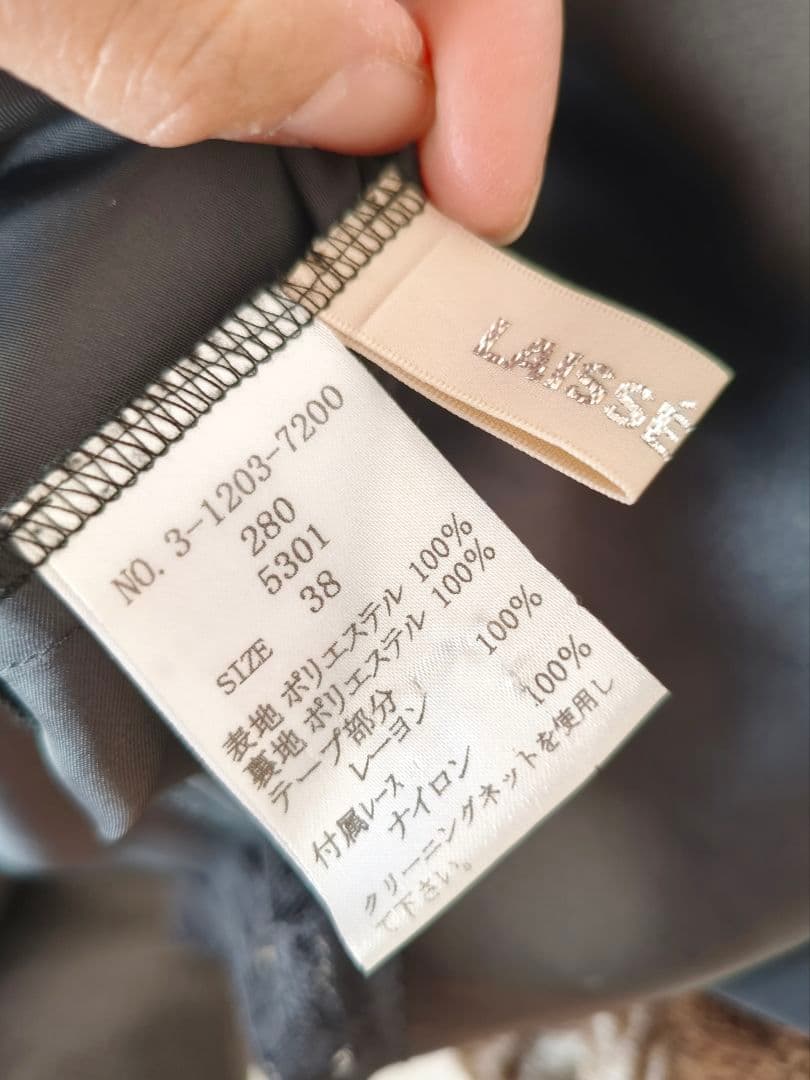 LAISSÉ
NO. 3-1203-7200
280
5301
SIZE 38
表地 ポリエステル 100%
裏地 ポリエステル 100%
テープ部分
レーヨン 100%
付属レース
ナイロン 100%
クリーニングネットを使用し
て下さい。